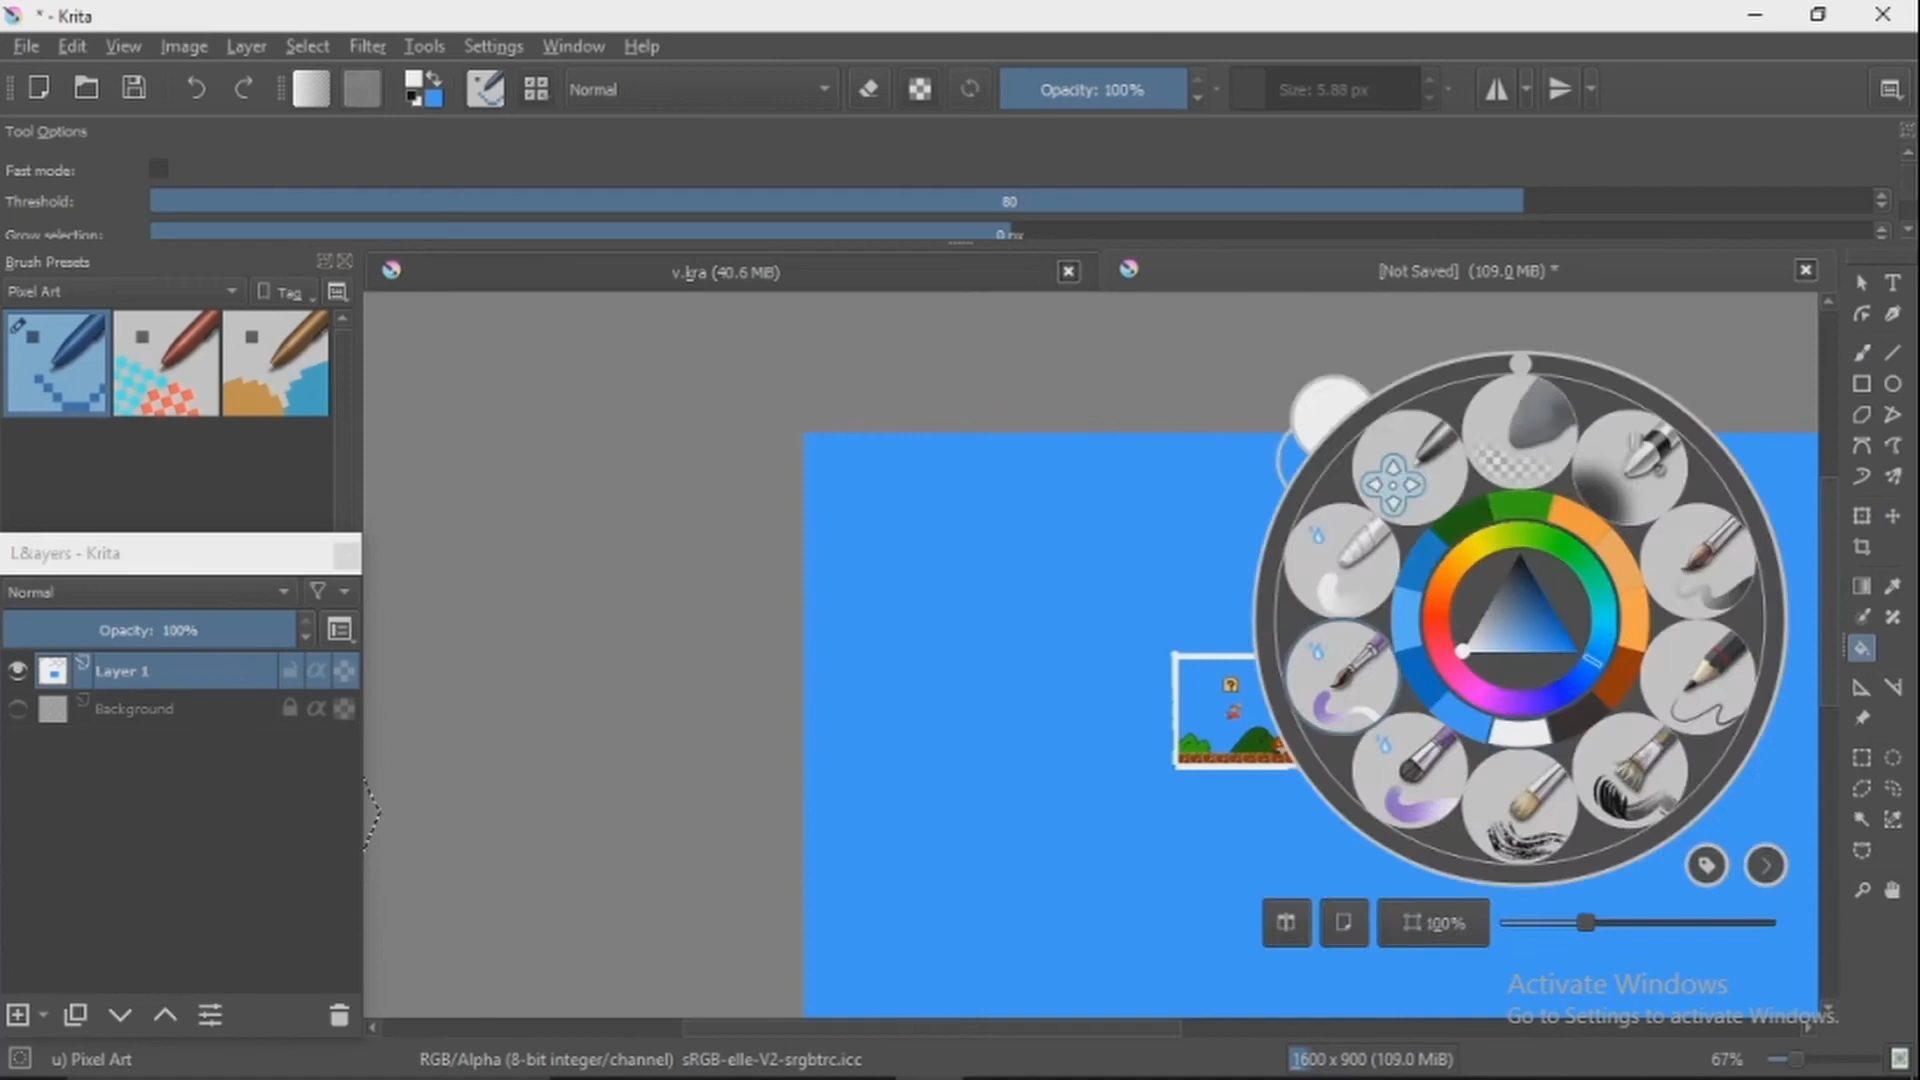 * - Krita
File Edit View Image Layer Select Filter Tools Settings Window Help
Normal
Opacity: 100%
Size: 5.88 px
Tool Options
Fast mode:
Threshold:
80
Grow selection:
0 px
Brush Presets
v.kra (40.6 MiB)
[Not Saved] (109.0 MiB) *
Pixel Art
Tag
L&ayers - Krita
Normal
Opacity: 100%
Layer 1
Background
?
100%
Activate Windows
Go to Settings to activate Windows.
u) Pixel Art
RGB/Alpha (8-bit integer/channel) sRGB-elle-V2-srgbtrc.icc
1600 x 900 (109.0 MiB)
67%